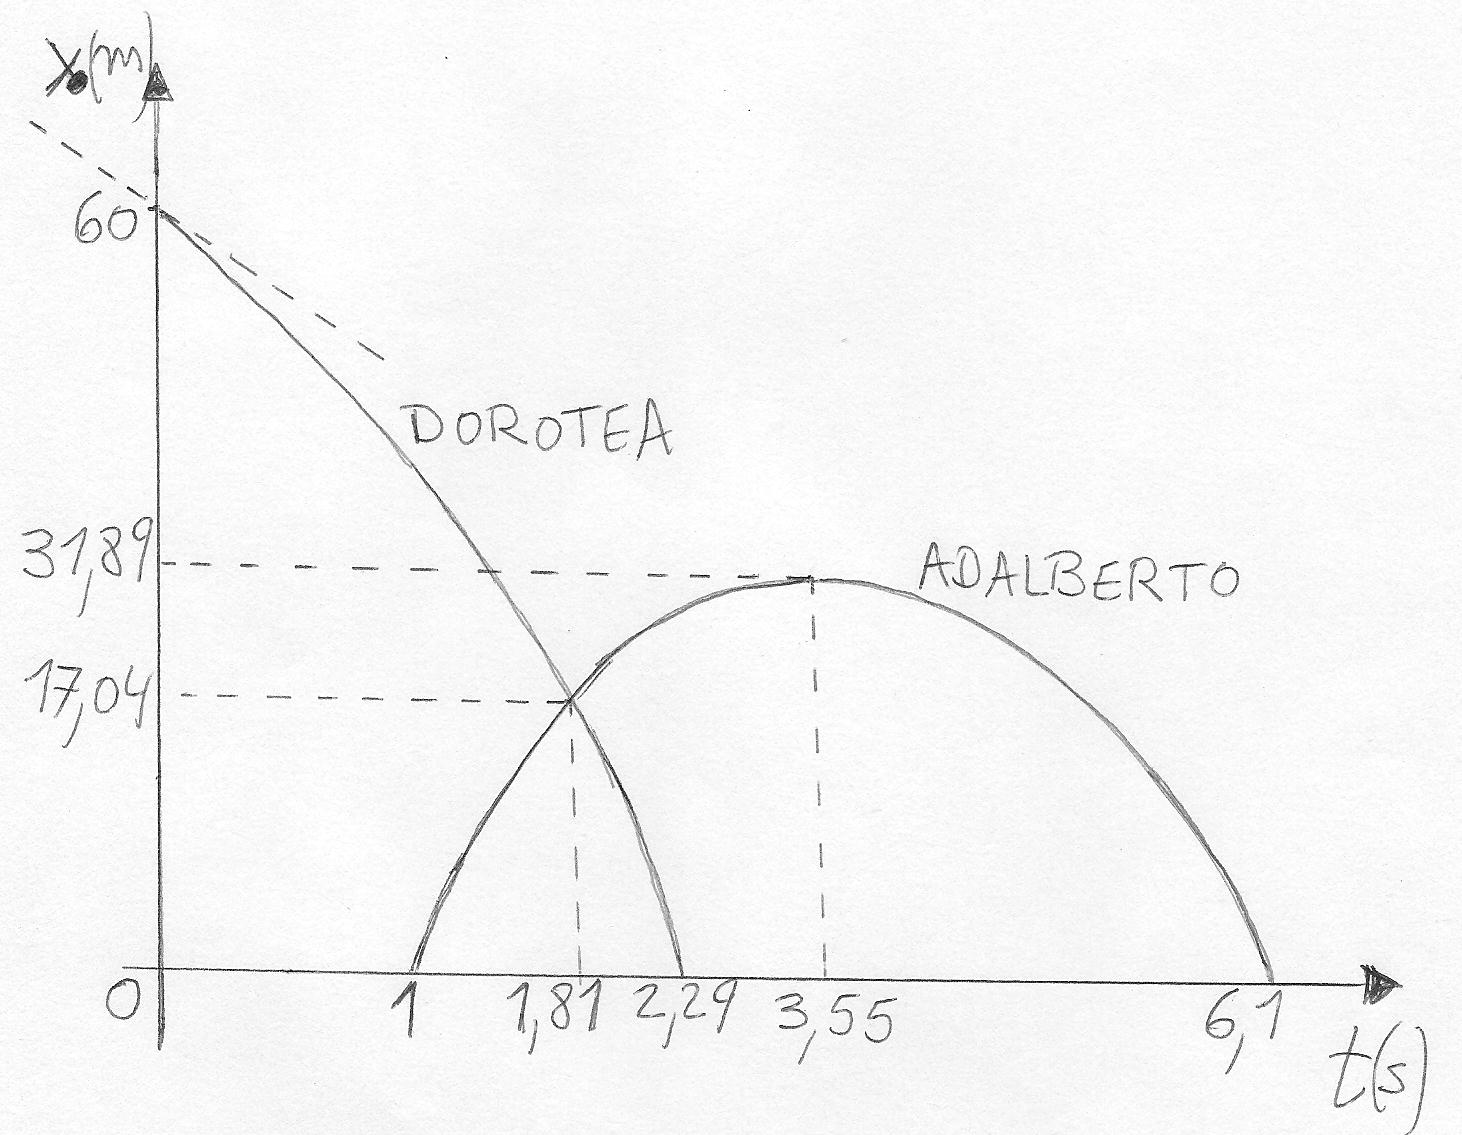 x(m)
60
DOROTEA
31,89
ADALBERTO
17,04
0
1
1,81
2,29
3,55
6,1
t(s)